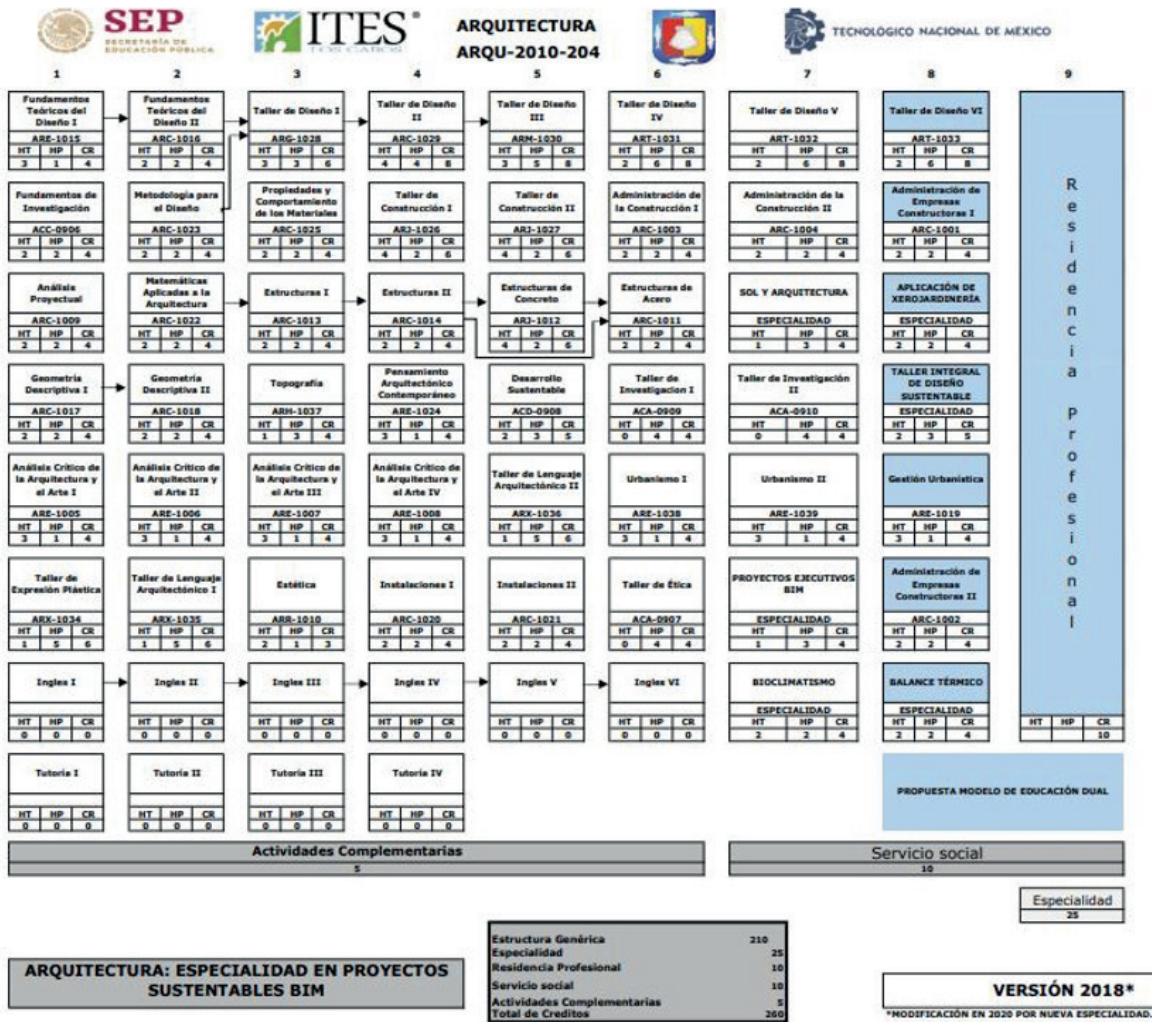 SEP
SECRETARÍA DE
EDUCACIÓN PÚBLICA
ITES
LOS CABOS
ARQUITECTURA
ARQU-2010-204
TECNOLÓGICO NACIONAL DE MÉXICO
1 2 3 4 5 6 7 8 9
Fundamentos Teóricos del Diseño I
ARE-1015
HT HP CR
3 1 4
Fundamentos Teóricos del Diseño II
ARC-1016
HT HP CR
2 2 4
Taller de Diseño I
ARG-1028
HT HP CR
3 3 6
Taller de Diseño II
ARC-1029
HT HP CR
4 4 8
Taller de Diseño III
ARM-1030
HT HP CR
3 5 8
Taller de Diseño IV
ART-1031
HT HP CR
2 6 8
Taller de Diseño V
ART-1032
HT HP CR
2 6 8
Taller de Diseño VI
ART-1033
HT HP CR
2 6 8
Fundamentos de Investigación
ACC-0906
HT HP CR
2 2 4
Metodología para el Diseño
ARC-1023
HT HP CR
2 2 4
Propiedades y Comportamiento de los Materiales
ARC-1025
HT HP CR
2 2 4
Taller de Construcción I
ARJ-1026
HT HP CR
4 2 6
Taller de Construcción II
ARJ-1027
HT HP CR
4 2 6
Administración de la Construcción I
ARC-1003
HT HP CR
2 2 4
Administración de la Construcción II
ARC-1004
HT HP CR
2 2 4
Administración de Empresas Constructoras I
ARC-1001
HT HP CR
2 2 4
Análisis Proyectual
ARC-1009
HT HP CR
2 2 4
Matemáticas Aplicadas a la Arquitectura
ARC-1022
HT HP CR
2 2 4
Estructuras I
ARC-1013
HT HP CR
2 2 4
Estructuras II
ARC-1014
HT HP CR
2 2 4
Estructuras de Concreto
ARJ-1012
HT HP CR
4 2 6
Estructuras de Acero
ARC-1011
HT HP CR
2 2 4
SOL Y ARQUITECTURA
ESPECIALIDAD
HT HP CR
1 3 4
APLICACIÓN DE XEROJARDINERÍA
ESPECIALIDAD
HT HP CR
2 2 4
Geometría Descriptiva I
ARC-1017
HT HP CR
2 2 4
Geometría Descriptiva II
ARC-1018
HT HP CR
2 2 4
Topografía
ARH-1037
HT HP CR
1 3 4
Pensamiento Arquitectónico Contemporáneo
ARE-1024
HT HP CR
3 1 4
Desarrollo Sustentable
ACD-0908
HT HP CR
2 3 5
Taller de Investigacion I
ACA-0909
HT HP CR
0 4 4
Taller de Investigación II
ACA-0910
HT HP CR
0 4 4
TALLER INTEGRAL DE DISEÑO SUSTENTABLE
ESPECIALIDAD
HT HP CR
2 3 5
Análisis Crítico de la Arquitectura y el Arte I
ARE-1005
HT HP CR
3 1 4
Análisis Crítico de la Arquitectura y el Arte II
ARE-1006
HT HP CR
3 1 4
Análisis Crítico de la Arquitectura y el Arte III
ARE-1007
HT HP CR
3 1 4
Análisis Crítico de la Arquitectura y el Arte IV
ARE-1008
HT HP CR
3 1 4
Taller de Lenguaje Arquitectónico II
ARX-1036
HT HP CR
1 5 6
Urbanismo I
ARE-1038
HT HP CR
3 1 4
Urbanismo II
ARE-1039
HT HP CR
3 1 4
Gestión Urbanística
ARE-1019
HT HP CR
3 1 4
Taller de Expresión Plástica
ARX-1034
HT HP CR
1 5 6
Taller de Lenguaje Arquitectónico I
ARX-1035
HT HP CR
1 5 6
Estética
ARR-1010
HT HP CR
2 1 3
Instalaciones I
ARC-1020
HT HP CR
2 2 4
Instalaciones II
ARC-1021
HT HP CR
2 2 4
Taller de Ética
ACA-0907
HT HP CR
0 4 4
PROYECTOS EJECUTIVOS BIM
ESPECIALIDAD
HT HP CR
1 3 4
Administración de Empresas Constructoras II
ARC-1002
HT HP CR
2 2 4
Ingles I
HT HP CR
0 0 0
Ingles II
HT HP CR
0 0 0
Ingles III
HT HP CR
0 0 0
Ingles IV
HT HP CR
0 0 0
Ingles V
HT HP CR
0 0 0
Ingles VI
HT HP CR
0 0 0
BIOCLIMATISMO
ESPECIALIDAD
HT HP CR
2 2 4
BALANCE TÉRMICO
ESPECIALIDAD
HT HP CR
2 2 4
Residencia Profesional
HT HP CR
10
Tutoría I
HT HP CR
0 0 0
Tutoría II
HT HP CR
0 0 0
Tutoría III
HT HP CR
0 0 0
Tutoría IV
HT HP CR
0 0 0
PROPUESTA MODELO DE EDUCACIÓN DUAL
Actividades Complementarias
5
Servicio social
10
Especialidad
25
ARQUITECTURA: ESPECIALIDAD EN PROYECTOS
SUSTENTABLES BIM
Estructura Genérica 210
Especialidad 25
Residencia Profesional 10
Servicio social 10
Actividades Complementarias 5
Total de Creditos 260
VERSIÓN 2018*
*MODIFICACIÓN EN 2020 POR NUEVA ESPECIALIDAD.